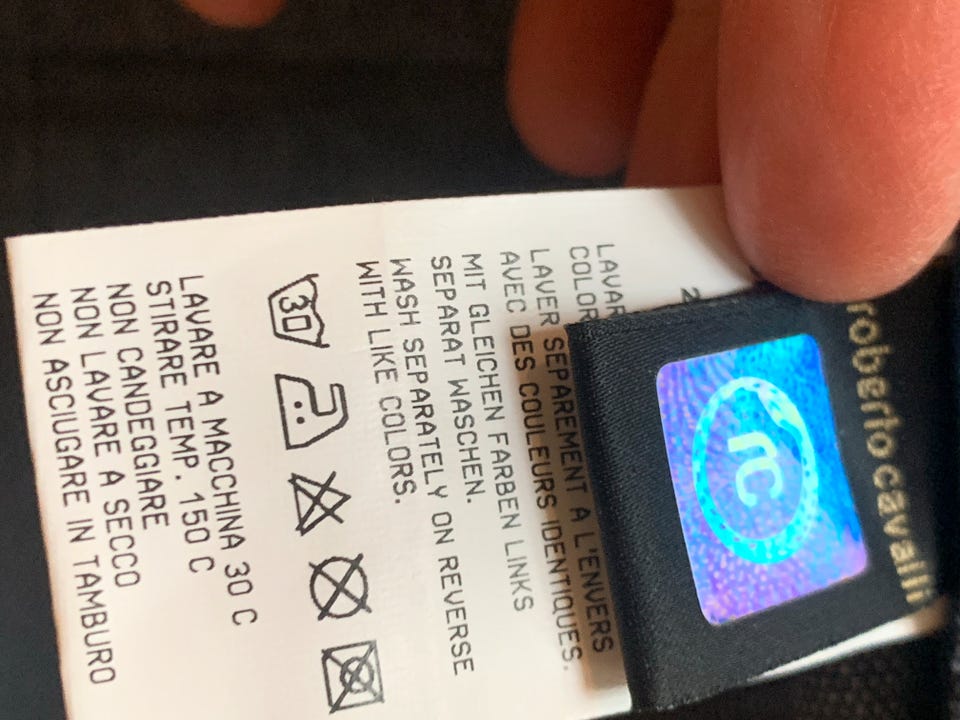 roberto cavalli
rc
LAVAR
COLOR
LAVER SEPAREMENT A L'ENVERS
AVEC DES COULEURS IDENTIQUES.
MIT GLEICHEN FARBEN LINKS
SEPARAT WASCHEN.
WASH SEPARATELY ON REVERSE
WITH LIKE COLORS.
30
LAVARE A MACCHINA 30 C
STIRARE TEMP. 150 C
NON CANDEGGIARE
NON LAVARE A SECCO
NON ASCIUGARE IN TAMBURO